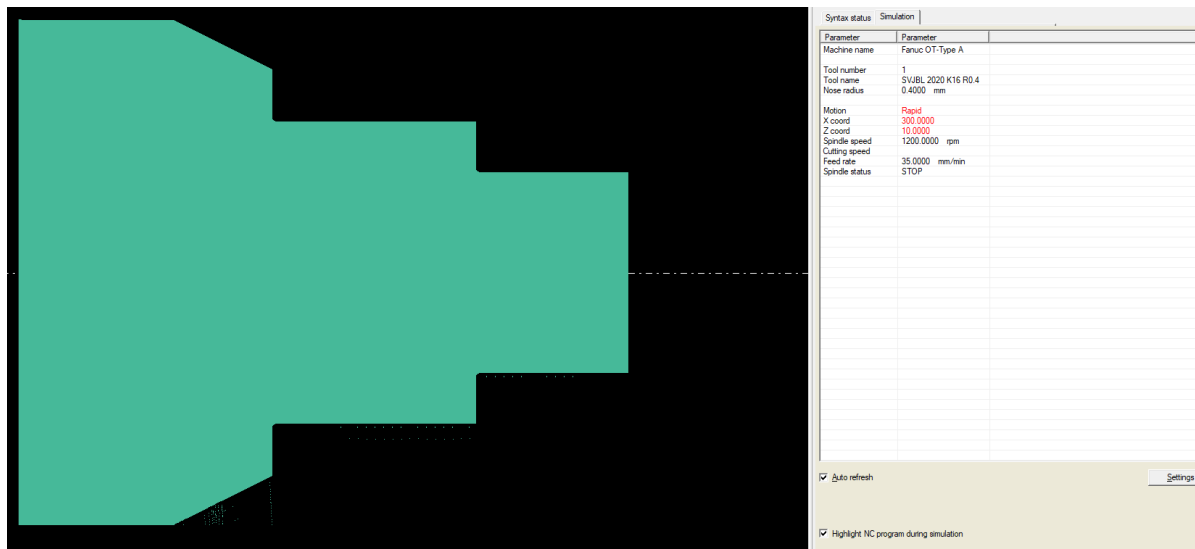 Syntax status Simulation
Parameter Parameter
Machine name Fanuc OT-Type A
Tool number 1
Tool name SVJBL 2020 K16 R0.4
Nose radius 0.4000 mm
Motion Rapid
X coord 300.0000
Z coord 10.0000
Spindle speed 1200.0000 rpm
Cutting speed
Feed rate 35.0000 mm/min
Spindle status STOP
Auto refresh Settings
Highlight NC program during simulation